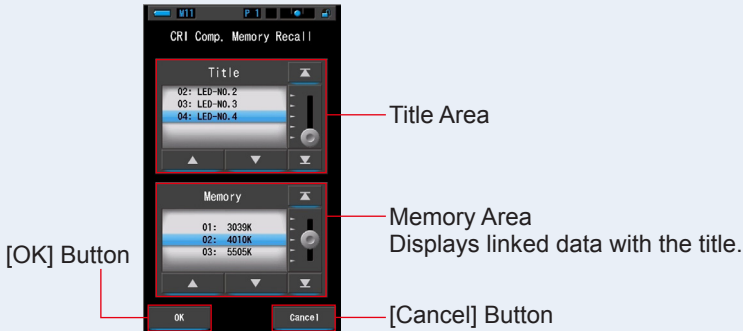 M11 P 1
CRI Comp. Memory Recall
Title
02: LED-NO.2
03: LED-NO.3
04: LED-NO.4
Title Area
Memory
01: 3039K
02: 4010K
03: 5505K
Memory Area
Displays linked data with the title.
[OK] Button
OK
Cancel
[Cancel] Button